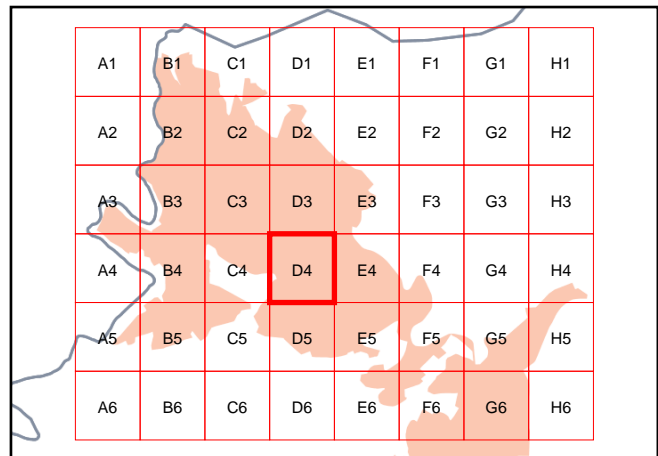 A1 B1 C1 D1 E1 F1 G1 H1
A2 B2 C2 D2 E2 F2 G2 H2
A3 B3 C3 D3 E3 F3 G3 H3
A4 B4 C4 D4 E4 F4 G4 H4
A5 B5 C5 D5 E5 F5 G5 H5
A6 B6 C6 D6 E6 F6 G6 H6